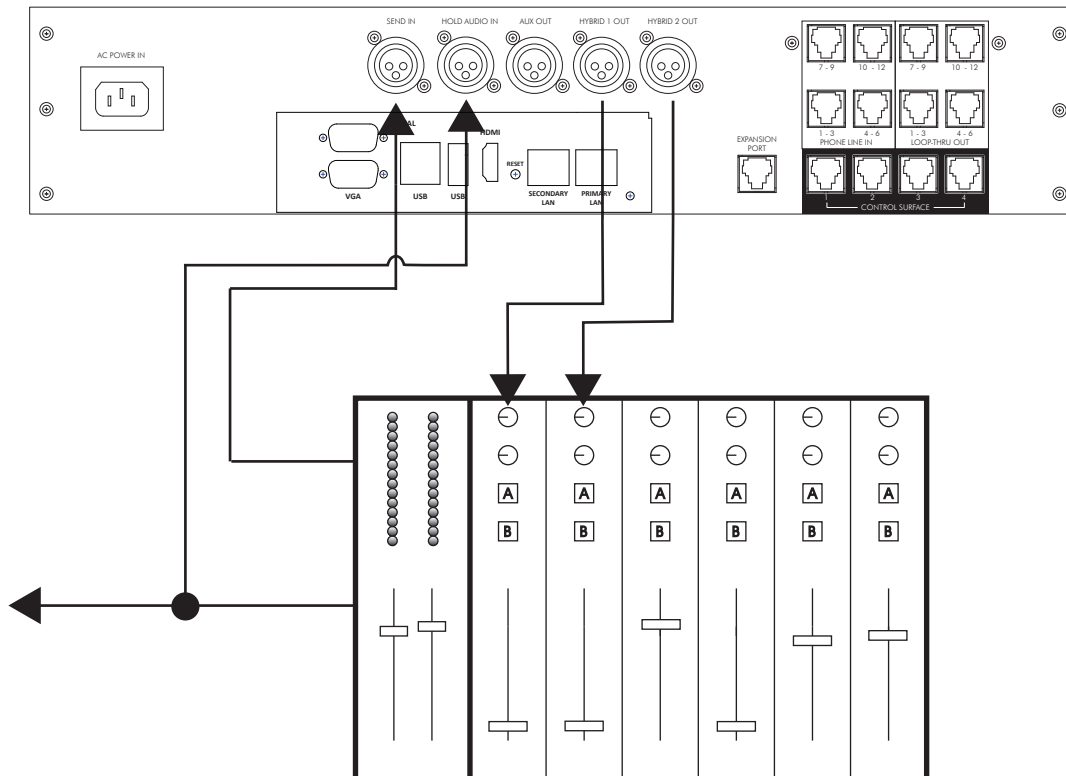 SEND IN
HOLD AUDIO IN
AUX OUT
HYBRID 1 OUT
HYBRID 2 OUT
AC POWER IN
7 - 9
10 - 12
7 - 9
10 - 12
HDMI
1 - 3
4 - 6
1 - 3
4 - 6
PHONE LINE IN
LOOP-THRU OUT
EXPANSION
PORT
RESET
VGA
USB
USB
SECONDARY
LAN
PRIMARY
LAN
1
2
3
4
CONTROL SURFACE
A
A
A
A
A
A
B
B
B
B
B
B